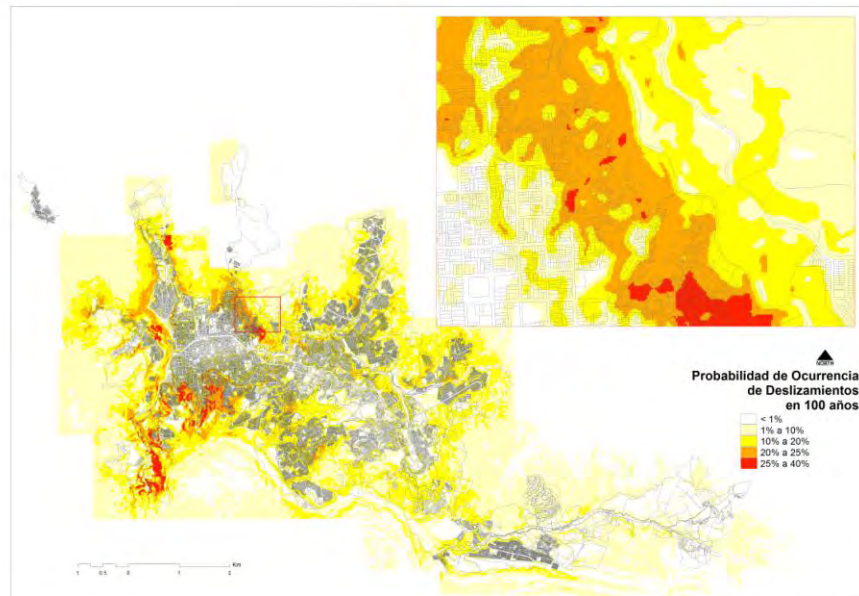 NORTH
Probabilidad de Ocurrencia
de Deslizamientos
en 100 años
< 1%
1% a 10%
10% a 20%
20% a 25%
25% a 40%
Km
1 0.5 0 1 2